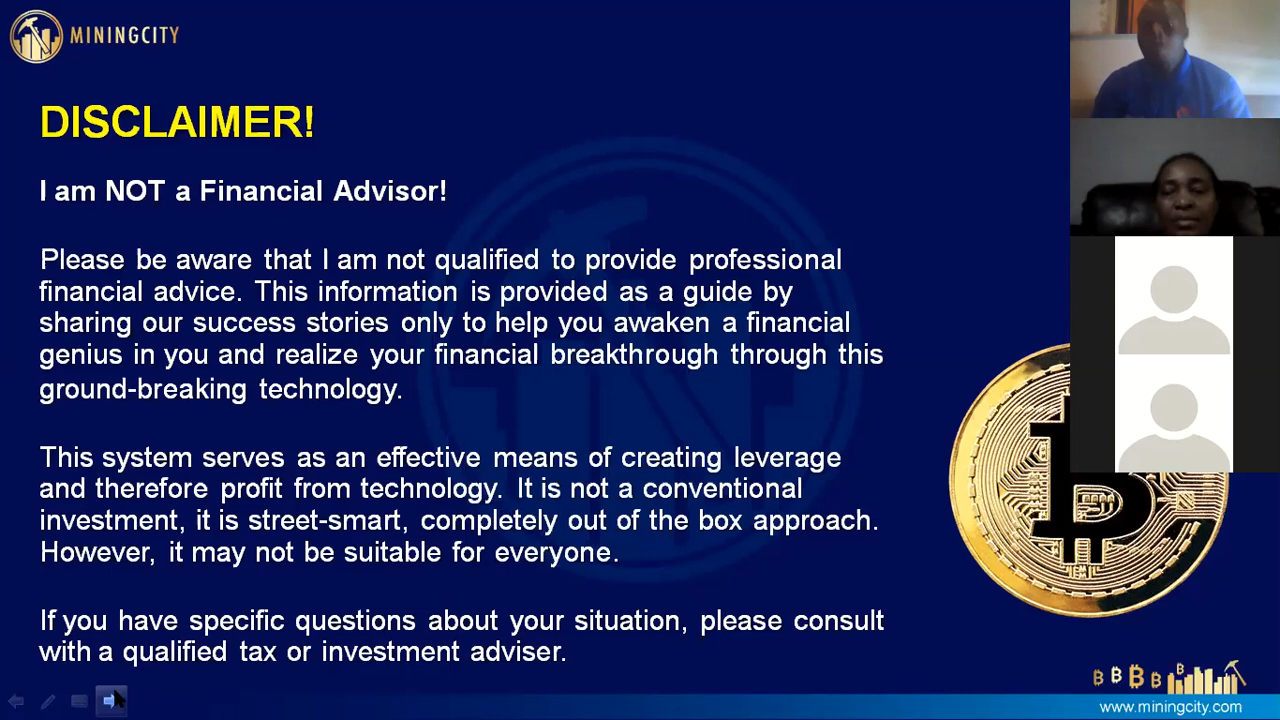 MININGCITY
DISCLAIMER!
I am NOT a Financial Advisor!
Please be aware that I am not qualified to provide professional
financial advice. This information is provided as a guide by
sharing our success stories only to help you awaken a financial
genius in you and realize your financial breakthrough through this
ground-breaking technology.
This system serves as an effective means of creating leverage
and therefore profit from technology. It is not a conventional
investment, it is street-smart, completely out of the box approach.
However, it may not be suitable for everyone.
If you have specific questions about your situation, please consult
with a qualified tax or investment adviser.
www.miningcity.com